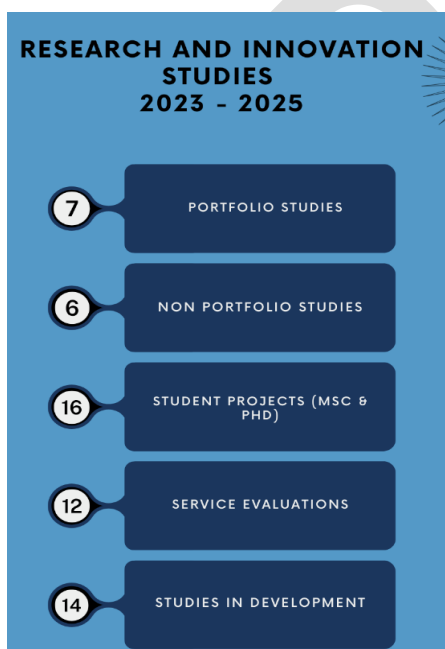 RESEARCH AND INNOVATION
STUDIES
2023 - 2025
7
PORTFOLIO STUDIES
6
NON PORTFOLIO STUDIES
16
STUDENT PROJECTS (MSC &
PHD)
12
SERVICE EVALUATIONS
14
STUDIES IN DEVELOPMENT